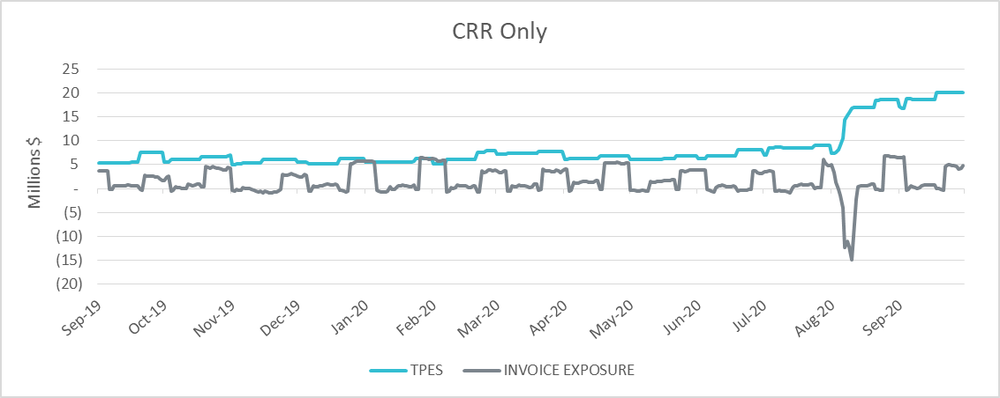 CRR Only
Millions $
25
20
15
10
5
-
(5)
(10)
(15)
(20)
Sep-19
Oct-19
Nov-19
Dec-19
Jan-20
Feb-20
Mar-20
Apr-20
May-20
Jun-20
Jul-20
Aug-20
Sep-20
TPES
INVOICE EXPOSURE